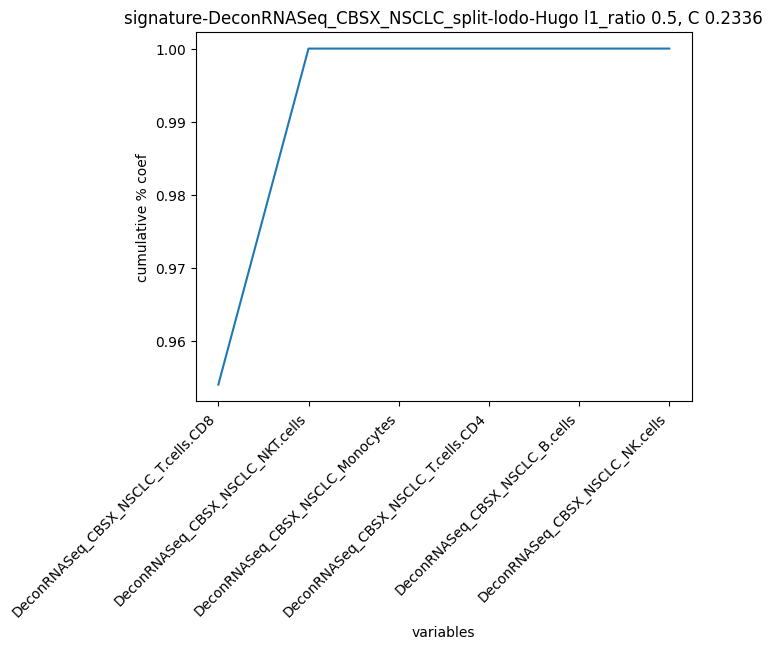 signature-DeconRNASeq_CBSX_NSCLC_split-lodo-Hugo l1_ratio 0.5, C 0.2336
1.00
0.99
0.98
0.97
0.96
cumulative % coef
DeconRNASeq_CBSX_NSCLC_T.cells.CD8
DeconRNASeq_CBSX_NSCLC_NKT.cells
DeconRNASeq_CBSX_NSCLC_Monocytes
DeconRNASeq_CBSX_NSCLC_T.cells.CD4
DeconRNASeq_CBSX_NSCLC_B.cells
DeconRNASeq_CBSX_NSCLC_NK.cells
variables